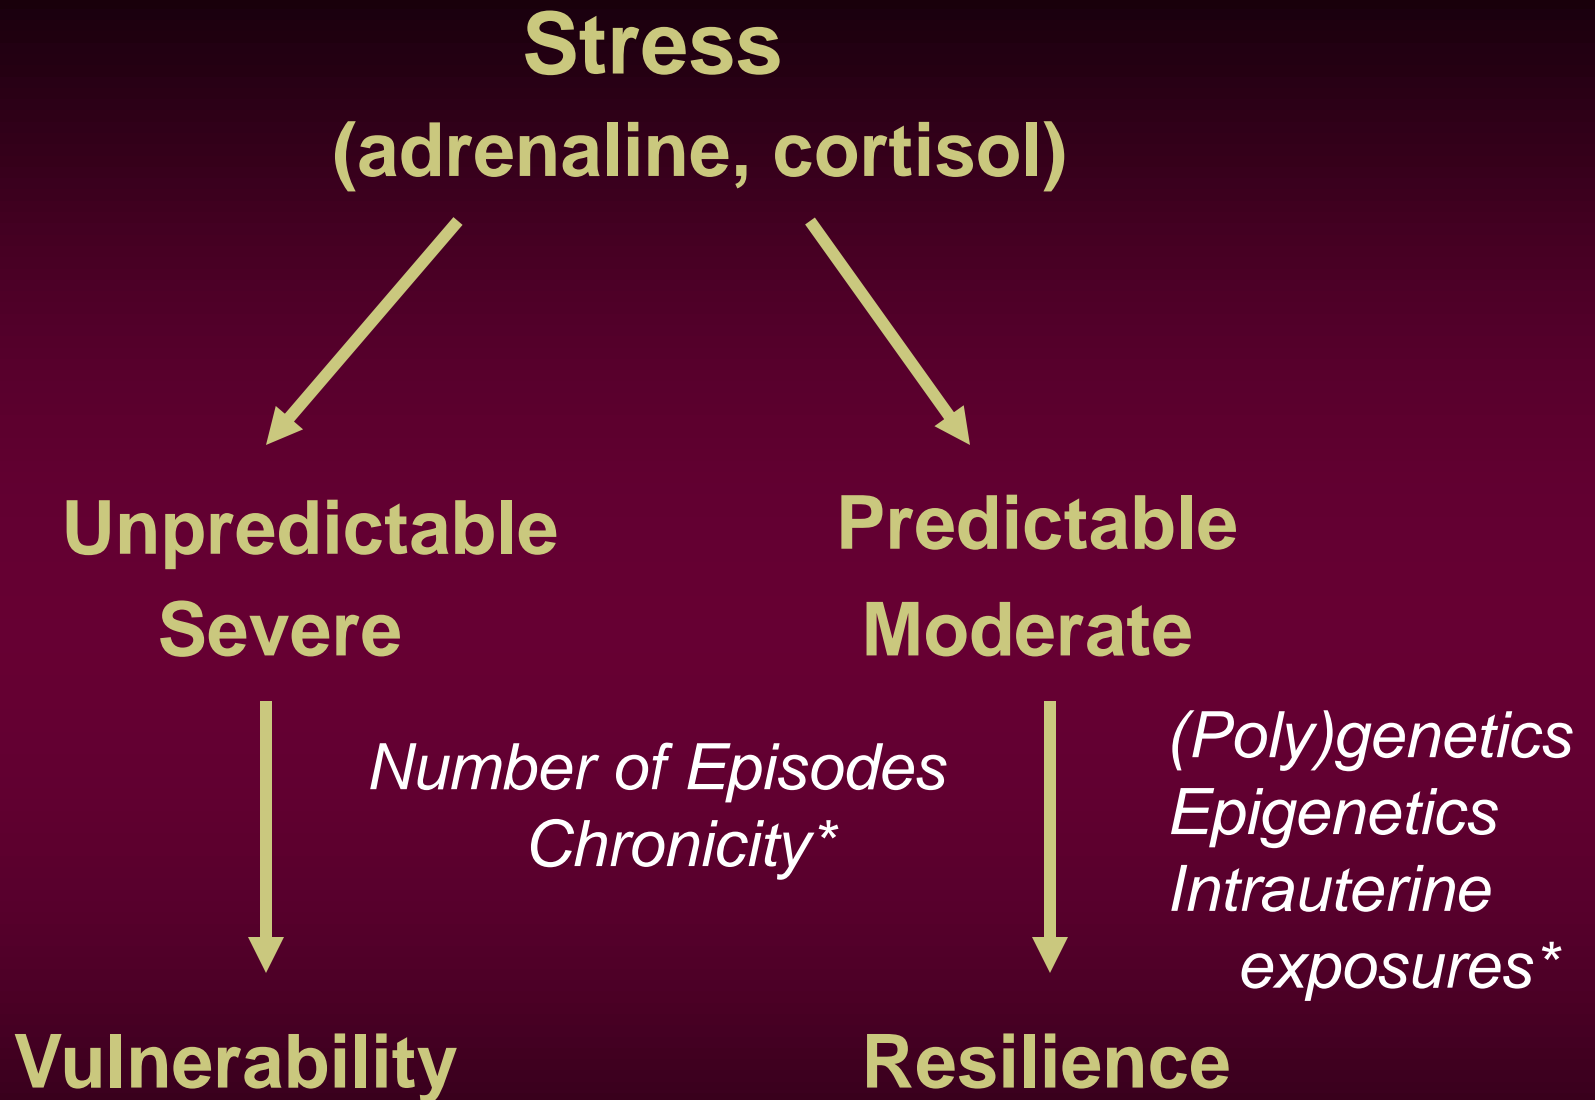 Stress
(adrenaline, cortisol)
Unpredictable
Severe
Predictable
Moderate
Number of Episodes
Chronicity*
(Poly)genetics
Epigenetics
Intrauterine
exposures*
Vulnerability
Resilience